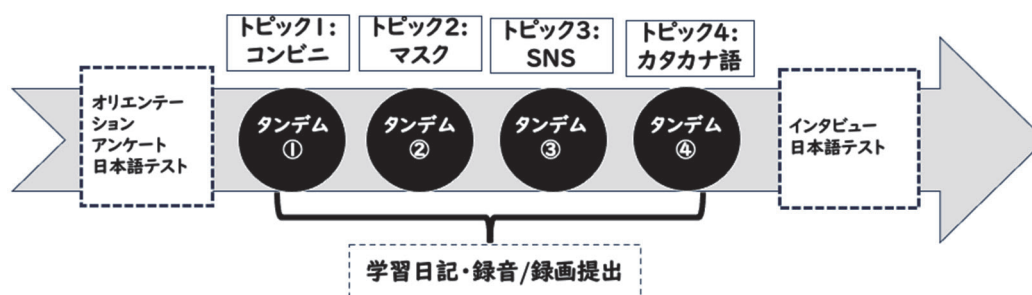 トピック1:
コンビニ
トピック2:
マスク
トピック3:
SNS
トピック4:
カタカナ語
オリエンテー
ション
アンケート
日本語テスト
タンデム
①
タンデム
②
タンデム
③
タンデム
④
インタビュー
日本語テスト
学習日記・録音/録画提出